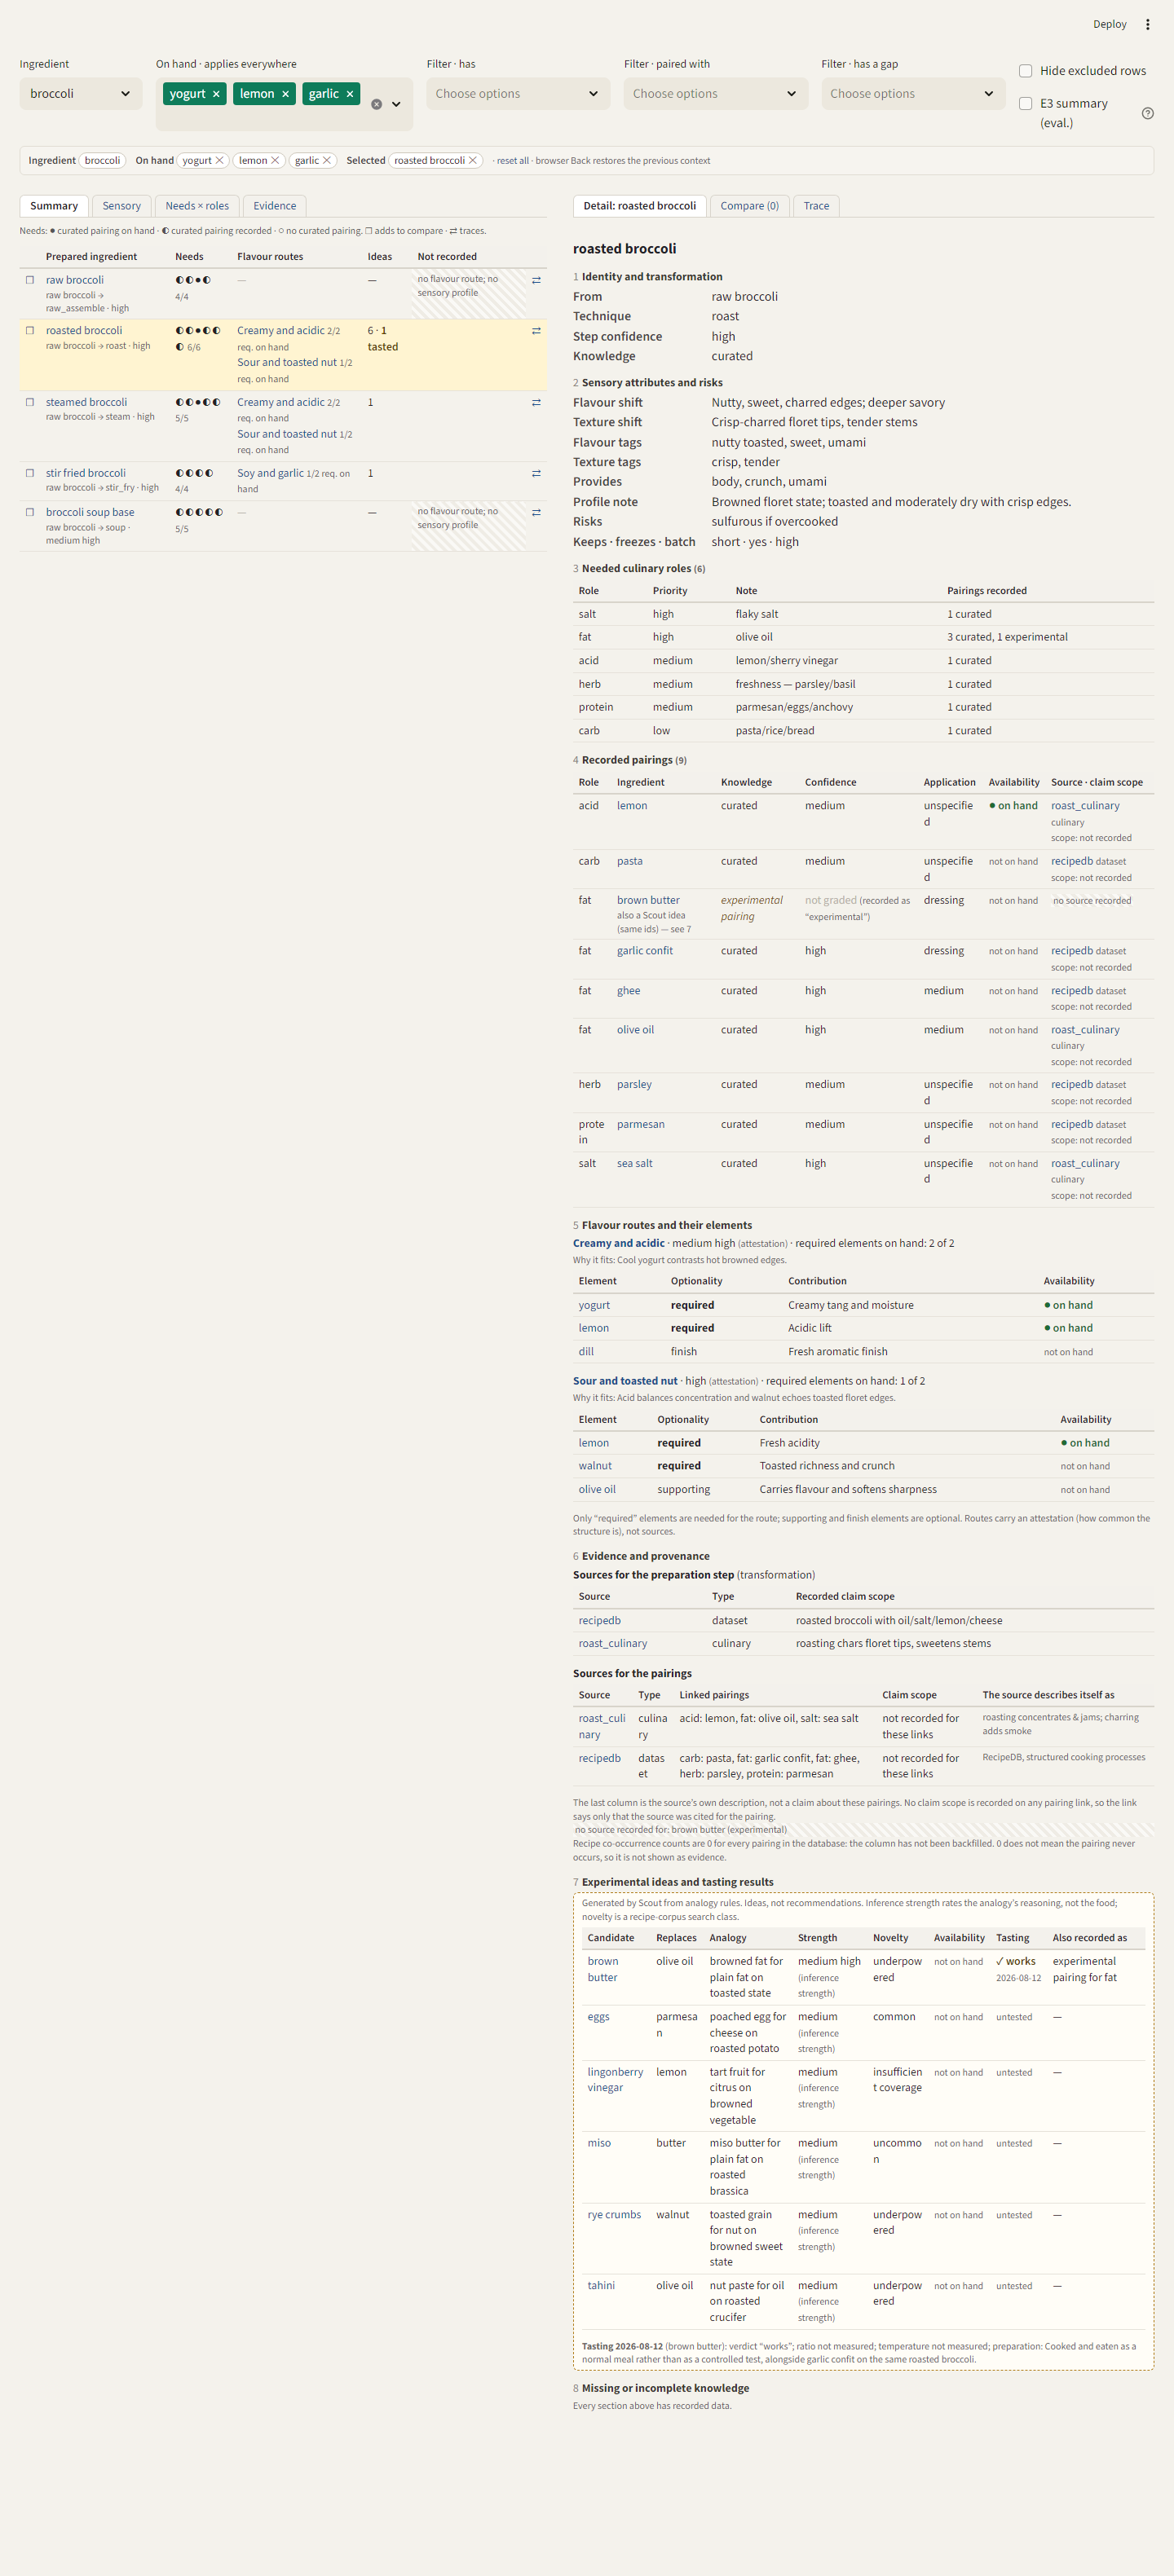 Deploy
Ingredient
On hand · applies everywhere
Filter · has
Filter · paired with
Filter · has a gap
Hide excluded rows
broccoli
yogurt × lemon × garlic ×
Choose options
Choose options
Choose options
E3 summary
(eval.)
Ingredient broccoli On hand yogurt × lemon × garlic × Selected roasted broccoli × · reset all · browser Back restores the previous context
Summary Sensory Needs × roles Evidence
Needs: ● curated pairing on hand · ◐ curated pairing recorded · ○ no curated pairing. ❐ adds to compare · ⇄ traces.
Prepared ingredient Needs Flavour routes Ideas Not recorded
❐ raw broccoli ◐◐●◐ — — no flavour route; no ⇄
raw broccoli → 4/4 sensory profile
raw_assemble · high
❐ roasted broccoli ◐◐●◐◐ Creamy and acidic 2/2 6 · 1 ⇄
raw broccoli → roast · high ◐ 6/6 req. on hand tasted
Sour and toasted nut 1/2
req. on hand
❐ steamed broccoli ◐◐●◐◐ Creamy and acidic 2/2 1 ⇄
raw broccoli → steam · high 5/5 req. on hand
Sour and toasted nut 1/2
req. on hand
❐ stir fried broccoli ◐◐◐◐ Soy and garlic 1/2 req. on 1 ⇄
raw broccoli → stir_fry · high 4/4 hand
❐ broccoli soup base ◐◐◐◐◐ — — no flavour route; no ⇄
raw broccoli → soup · 5/5 sensory profile
medium high
Detail: roasted broccoli Compare (0) Trace
roasted broccoli
1 Identity and transformation
From raw broccoli
Technique roast
Step confidence high
Knowledge curated
2 Sensory attributes and risks
Flavour shift Nutty, sweet, charred edges; deeper savory
Texture shift Crisp-charred floret tips, tender stems
Flavour tags nutty toasted, sweet, umami
Texture tags crisp, tender
Provides body, crunch, umami
Profile note Browned floret state; toasted and moderately dry with crisp edges.
Risks sulfurous if overcooked
Keeps · freezes · batch short · yes · high
3 Needed culinary roles (6)
Role Priority Note Pairings recorded
salt high flaky salt 1 curated
fat high olive oil 3 curated, 1 experimental
acid medium lemon/sherry vinegar 1 curated
herb medium freshness — parsley/basil 1 curated
protein medium parmesan/eggs/anchovy 1 curated
carb low pasta/rice/bread 1 curated
4 Recorded pairings (9)
Role Ingredient Knowledge Confidence Application Availability Source · claim scope
acid lemon curated medium unspecifie ● on hand roast_culinary
d culinary
scope: not recorded
carb pasta curated medium unspecifie not on hand recipedb dataset
d scope: not recorded
fat brown butter experimental not graded (recorded as dressing not on hand no source recorded
also a Scout idea pairing "experimental")
(same ids) — see 7
fat garlic confit curated high dressing not on hand recipedb dataset
scope: not recorded
fat ghee curated high medium not on hand recipedb dataset
scope: not recorded
fat olive oil curated high medium not on hand roast_culinary
culinary
scope: not recorded
herb parsley curated medium unspecifie not on hand recipedb dataset
d scope: not recorded
prote parmesan curated medium unspecifie not on hand recipedb dataset
in d scope: not recorded
salt sea salt curated high unspecifie not on hand roast_culinary
d culinary
scope: not recorded
5 Flavour routes and their elements
Creamy and acidic · medium high (attestation) · required elements on hand: 2 of 2
Why it fits: Cool yogurt contrasts hot browned edges.
Element Optionality Contribution Availability
yogurt required Creamy tang and moisture ● on hand
lemon required Acidic lift ● on hand
dill finish Fresh aromatic finish not on hand
Sour and toasted nut · high (attestation) · required elements on hand: 1 of 2
Why it fits: Acid balances concentration and walnut echoes toasted floret edges.
Element Optionality Contribution Availability
lemon required Fresh acidity ● on hand
walnut required Toasted richness and crunch not on hand
olive oil supporting Carries flavour and softens sharpness not on hand
Only "required" elements are needed for the route; supporting and finish elements are optional. Routes carry an attestation (how common the
structure is), not sources.
6 Evidence and provenance
Sources for the preparation step (transformation)
Source Type Recorded claim scope
recipedb dataset roasted broccoli with oil/salt/lemon/cheese
roast_culinary culinary roasting chars floret tips, sweetens stems
Sources for the pairings
Source Type Linked pairings Claim scope The source describes itself as
roast_culi culina acid: lemon, fat: olive oil, salt: sea salt not recorded for roasting concentrates & jams; charring
nary ry these links adds smoke
recipedb datas carb: pasta, fat: garlic confit, fat: ghee, not recorded for RecipeDB, structured cooking processes
et herb: parsley, protein: parmesan these links
The last column is the source's own description, not a claim about these pairings. No claim scope is recorded on any pairing link, so the link
says only that the source was cited for the pairing.
no source recorded for: brown butter (experimental)
Recipe co-occurrence counts are 0 for every pairing in the database: the column has not been backfilled. 0 does not mean the pairing never
occurs, so it is not shown as evidence.
7 Experimental ideas and tasting results
Generated by Scout from analogy rules. Ideas, not recommendations. Inference strength rates the analogy's reasoning, not the food;
novelty is a recipe-corpus search class.
Candidate Replaces Analogy Strength Novelty Availability Tasting Also recorded as
brown olive oil browned fat for medium high underpow not on hand ✓ works experimental
butter plain fat on (inference ered 2026-08-12 pairing for fat
toasted state strength)
eggs parmesa poached egg for medium common not on hand untested —
n cheese on (inference
roasted potato strength)
lingonberry lemon tart fruit for medium insufficien not on hand untested —
vinegar citrus on (inference t coverage
browned strength)
vegetable
miso butter miso butter for medium uncommo not on hand untested —
plain fat on (inference n
roasted strength)
brassica
rye crumbs walnut toasted grain medium underpow not on hand untested —
for nut on (inference ered
browned sweet strength)
state
tahini olive oil nut paste for oil medium underpow not on hand untested —
on roasted (inference ered
crucifer strength)
Tasting 2026-08-12 (brown butter): verdict "works"; ratio not measured; temperature not measured; preparation: Cooked and eaten as a
normal meal rather than as a controlled test, alongside garlic confit on the same roasted broccoli.
8 Missing or incomplete knowledge
Every section above has recorded data.